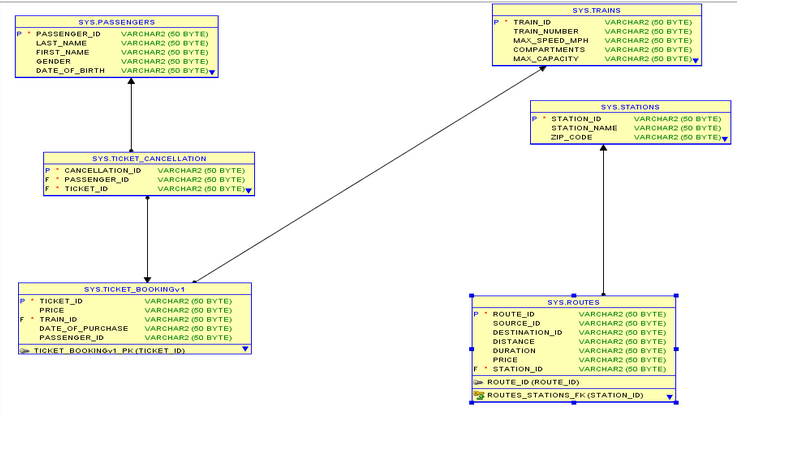 SYS.PASSENGERS
P * PASSENGER_ID VARCHAR2 (50 BYTE)
LAST_NAME VARCHAR2 (50 BYTE)
FIRST_NAME VARCHAR2 (50 BYTE)
GENDER VARCHAR2 (50 BYTE)
DATE_OF_BIRTH VARCHAR2 (50 BYTE)
SYS.TRAINS
P * TRAIN_ID VARCHAR2 (50 BYTE)
TRAIN_NUMBER VARCHAR2 (50 BYTE)
MAX_SPEED_MPH VARCHAR2 (50 BYTE)
COMPARTMENTS VARCHAR2 (50 BYTE)
MAX_CAPACITY VARCHAR2 (50 BYTE)
SYS.STATIONS
P * STATION_ID VARCHAR2 (50 BYTE)
STATION_NAME VARCHAR2 (50 BYTE)
ZIP_CODE VARCHAR2 (50 BYTE)
SYS.TICKET_CANCELLATION
P * CANCELLATION_ID VARCHAR2 (50 BYTE)
F * PASSENGER_ID VARCHAR2 (50 BYTE)
F * TICKET_ID VARCHAR2 (50 BYTE)
SYS.TICKET_BOOKINGv1
P * TICKET_ID VARCHAR2 (50 BYTE)
PRICE VARCHAR2 (50 BYTE)
F * TRAIN_ID VARCHAR2 (50 BYTE)
DATE_OF_PURCHASE VARCHAR2 (50 BYTE)
PASSENGER_ID VARCHAR2 (50 BYTE)
TICKET_BOOKINGv1_PK (TICKET_ID)
SYS.ROUTES
P * ROUTE_ID VARCHAR2 (50 BYTE)
SOURCE_ID VARCHAR2 (50 BYTE)
DESTINATION_ID VARCHAR2 (50 BYTE)
DISTANCE VARCHAR2 (50 BYTE)
DURATION VARCHAR2 (50 BYTE)
PRICE VARCHAR2 (50 BYTE)
F * STATION_ID VARCHAR2 (50 BYTE)
ROUTE_ID (ROUTE_ID)
ROUTES_STATIONS_FK (STATION_ID)